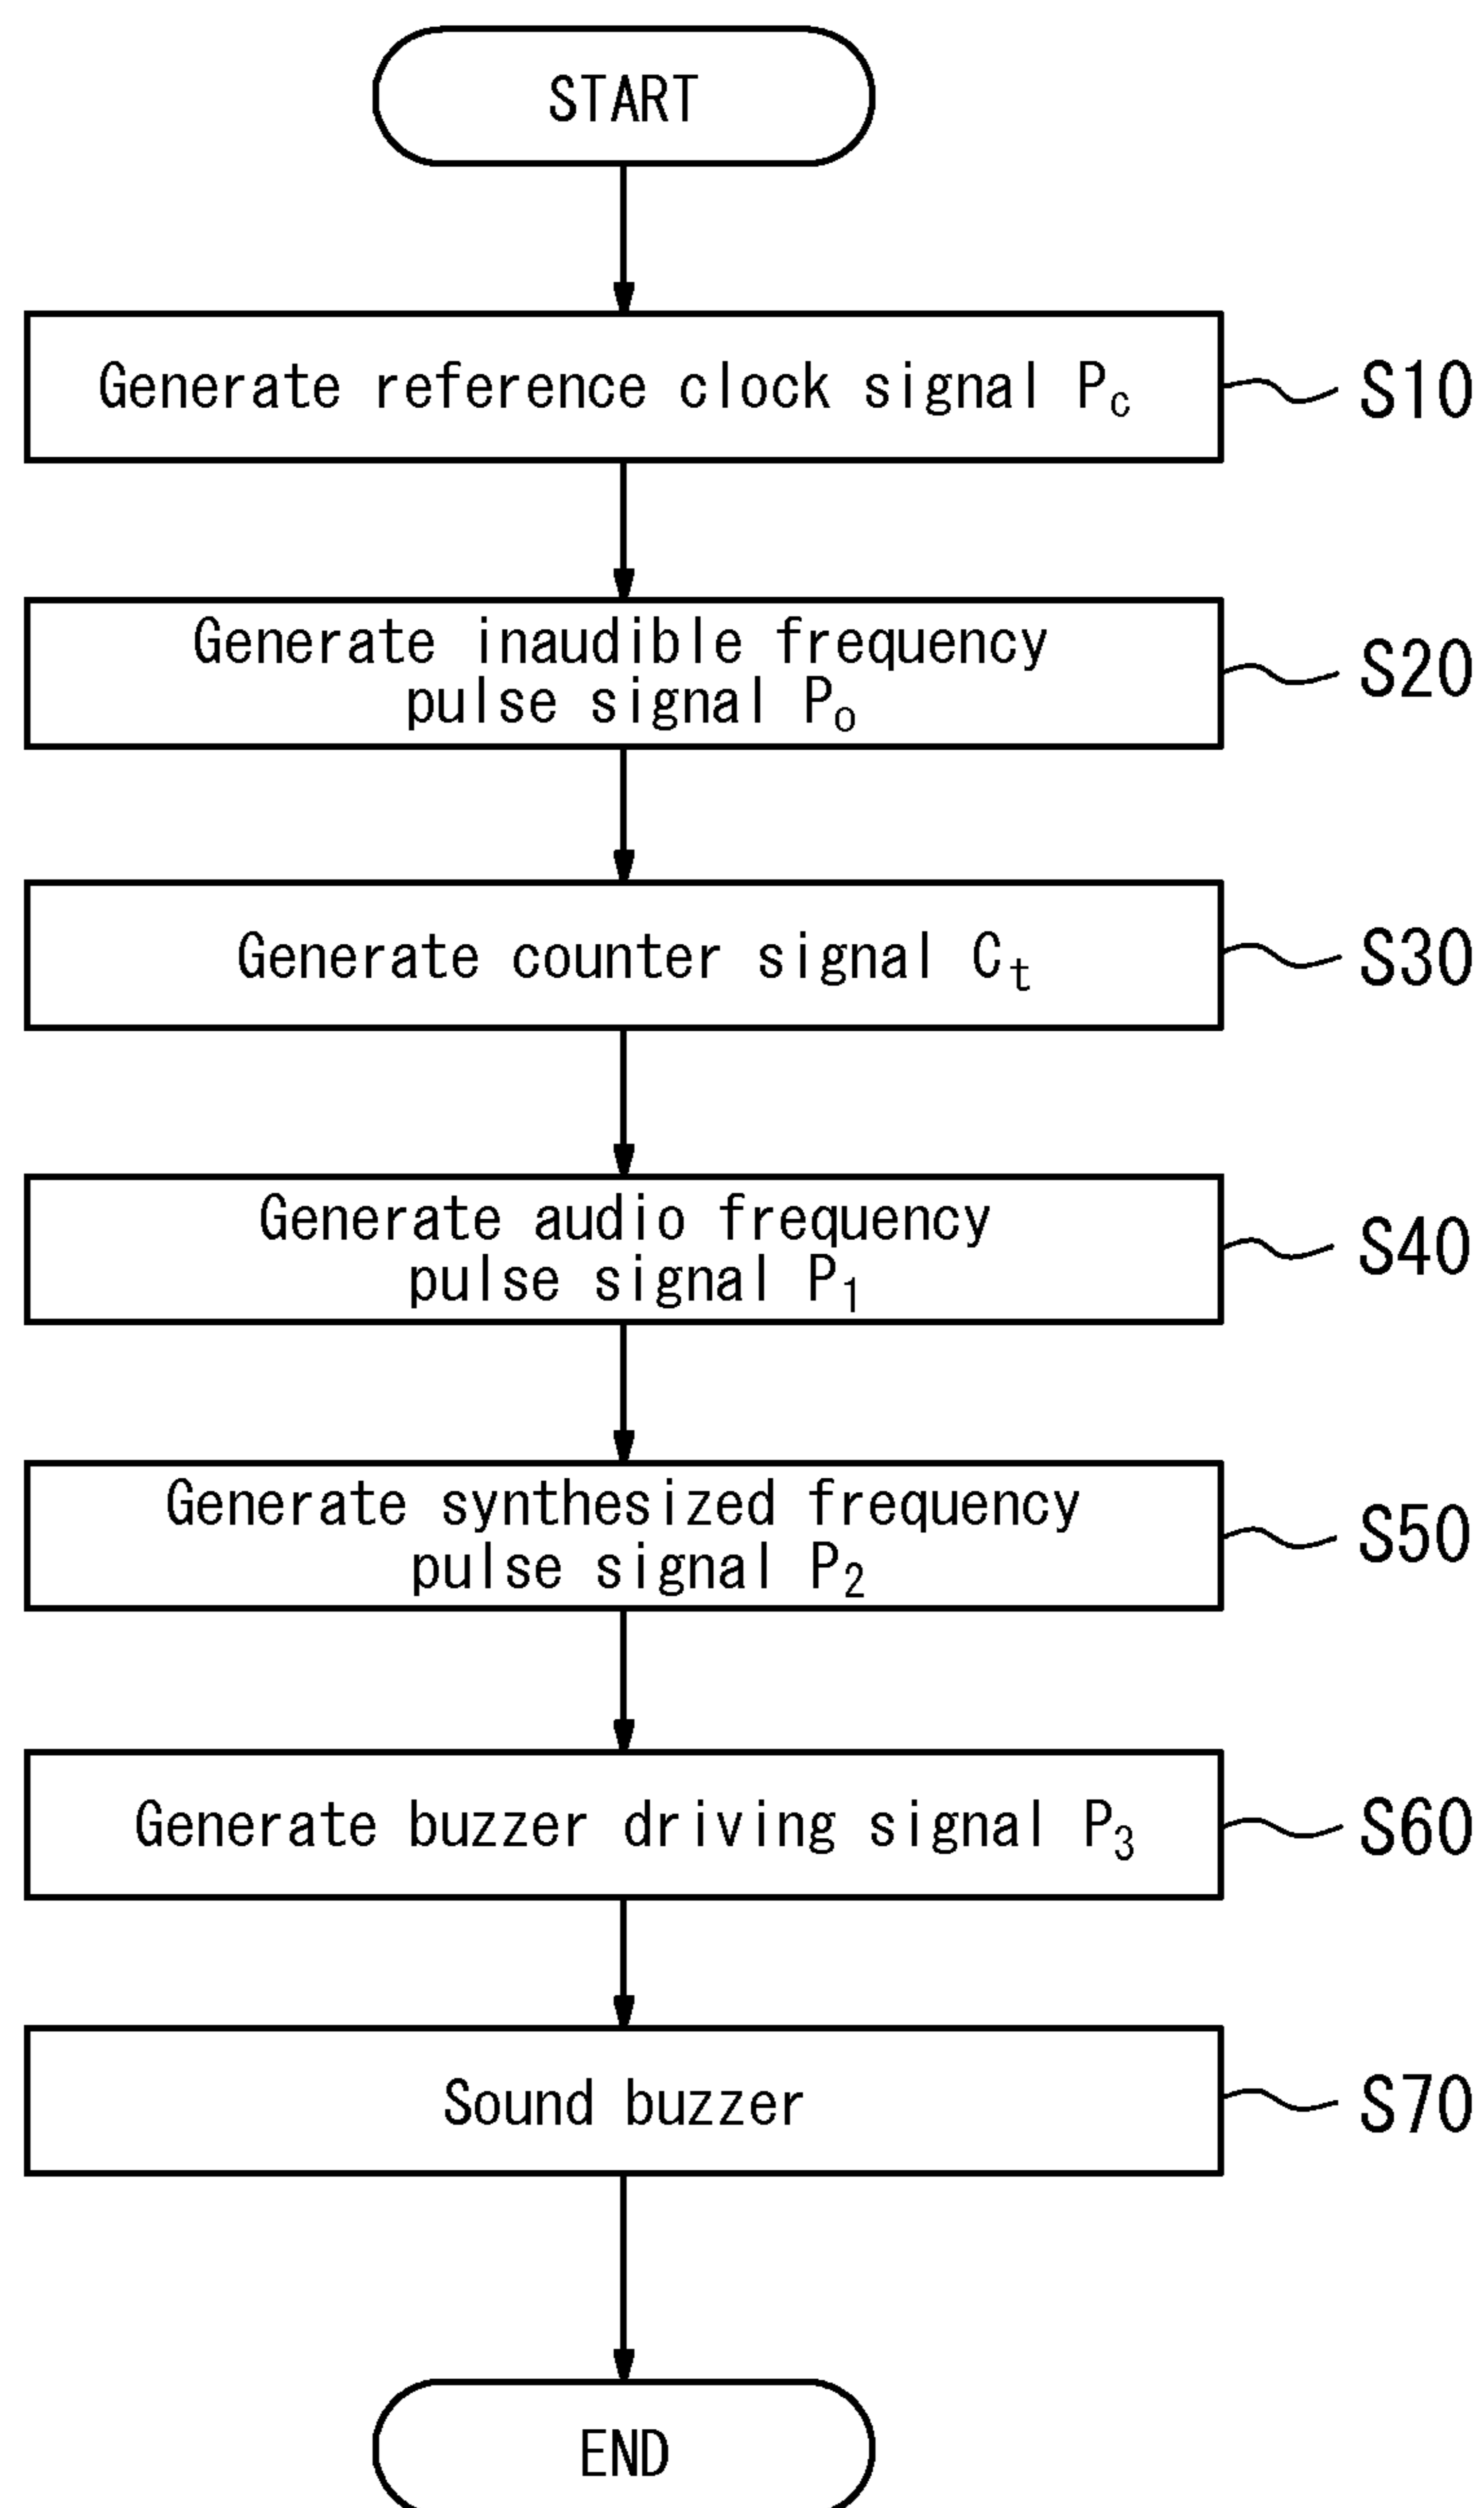 START
Generate reference clock signal Pc
S10
Generate inaudible frequency
pulse signal Po
S20
Generate counter signal Ct
S30
Generate audio frequency
pulse signal P1
S40
Generate synthesized frequency
pulse signal P2
S50
Generate buzzer driving signal P3
S60
Sound buzzer
S70
END